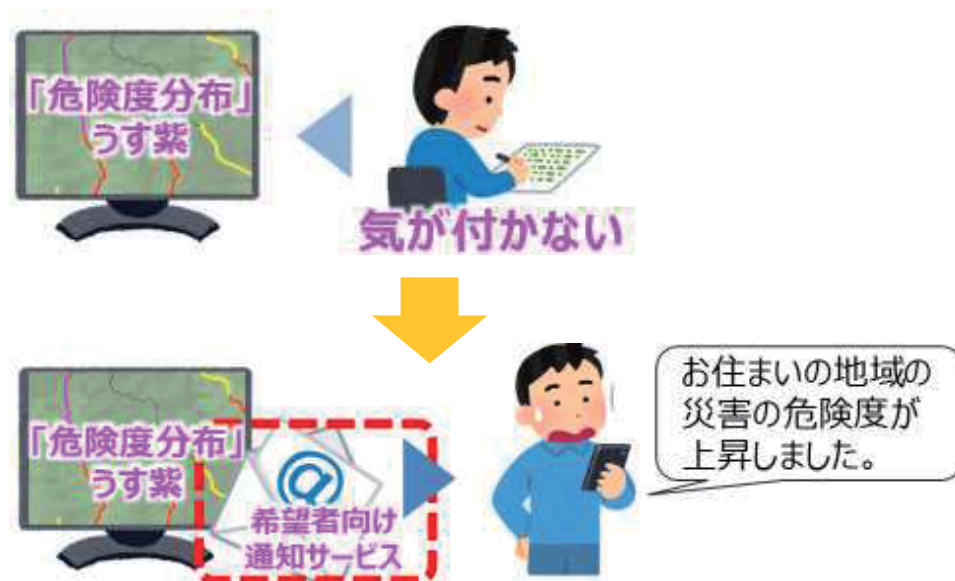 「危険度分布」
うす紫
気が付かない
「危険度分布」
うす紫
@
希望者向け
通知サービス
お住まいの地域の
災害の危険度が
上昇しました。